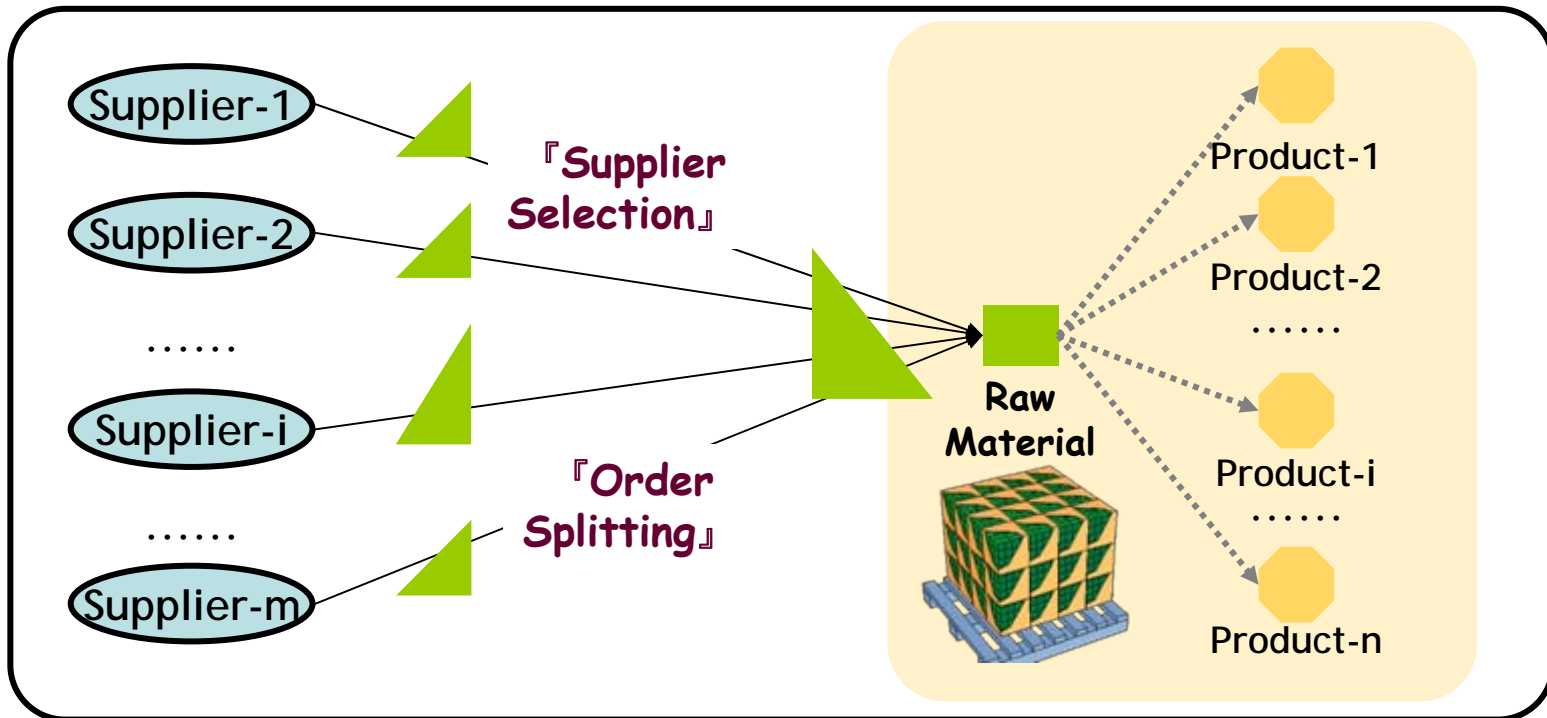 Supplier-1
Supplier-2
......
Supplier-i
......
Supplier-m
『Supplier
Selection』
『Order
Splitting』
Raw
Material
Product-1
Product-2
......
Product-i
......
Product-n